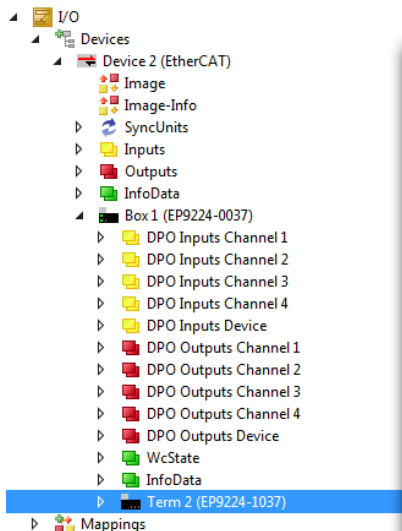 I/O
Devices
Device 2 (EtherCAT)
Image
Image-Info
SyncUnits
Inputs
Outputs
InfoData
Box 1 (EP9224-0037)
DPO Inputs Channel 1
DPO Inputs Channel 2
DPO Inputs Channel 3
DPO Inputs Channel 4
DPO Inputs Device
DPO Outputs Channel 1
DPO Outputs Channel 2
DPO Outputs Channel 3
DPO Outputs Channel 4
DPO Outputs Device
WcState
InfoData
Term 2 (EP9224-1037)
Mappings